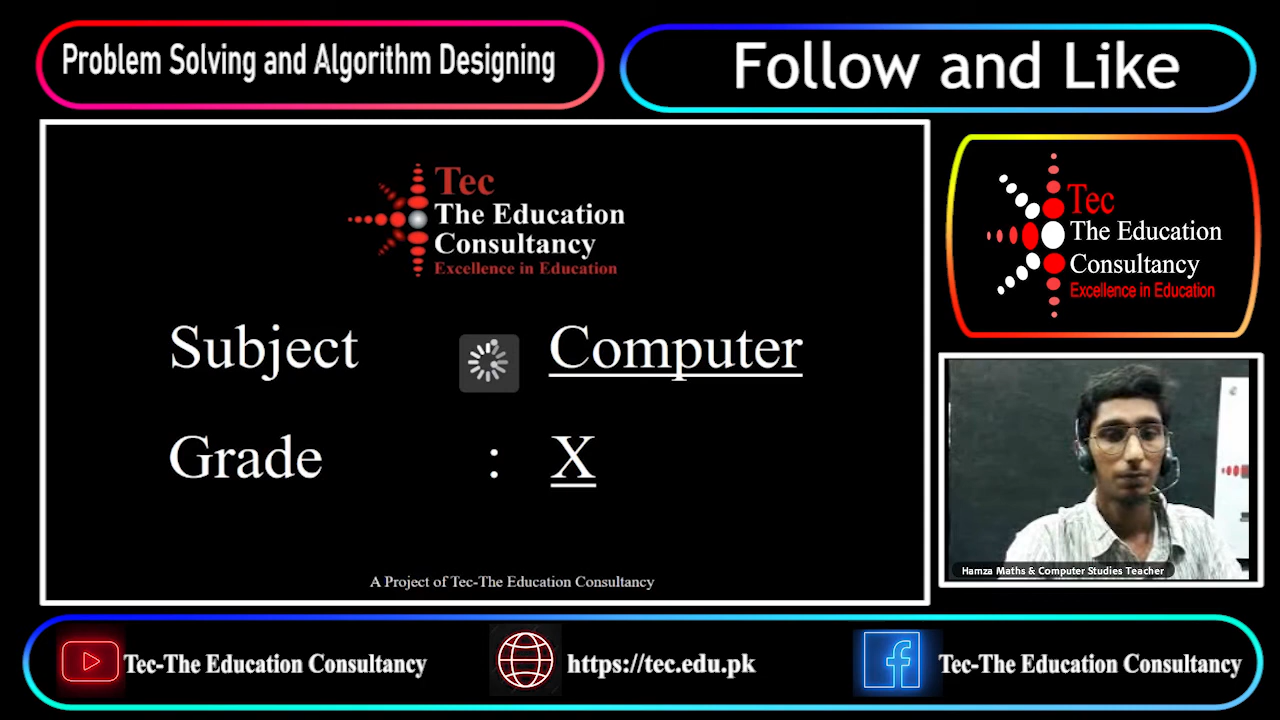 Problem Solving and Algorithm Designing
Follow and Like
Tec
The Education
Consultancy
Excellence in Education
Tec
The Education
Consultancy
Excellence in Education
Subject Computer
Grade : X
A Project of Tec-The Education Consultancy
Hamza Maths & Computer Studies Teacher
Tec-The Education Consultancy
https://tec.edu.pk
Tec-The Education Consultancy